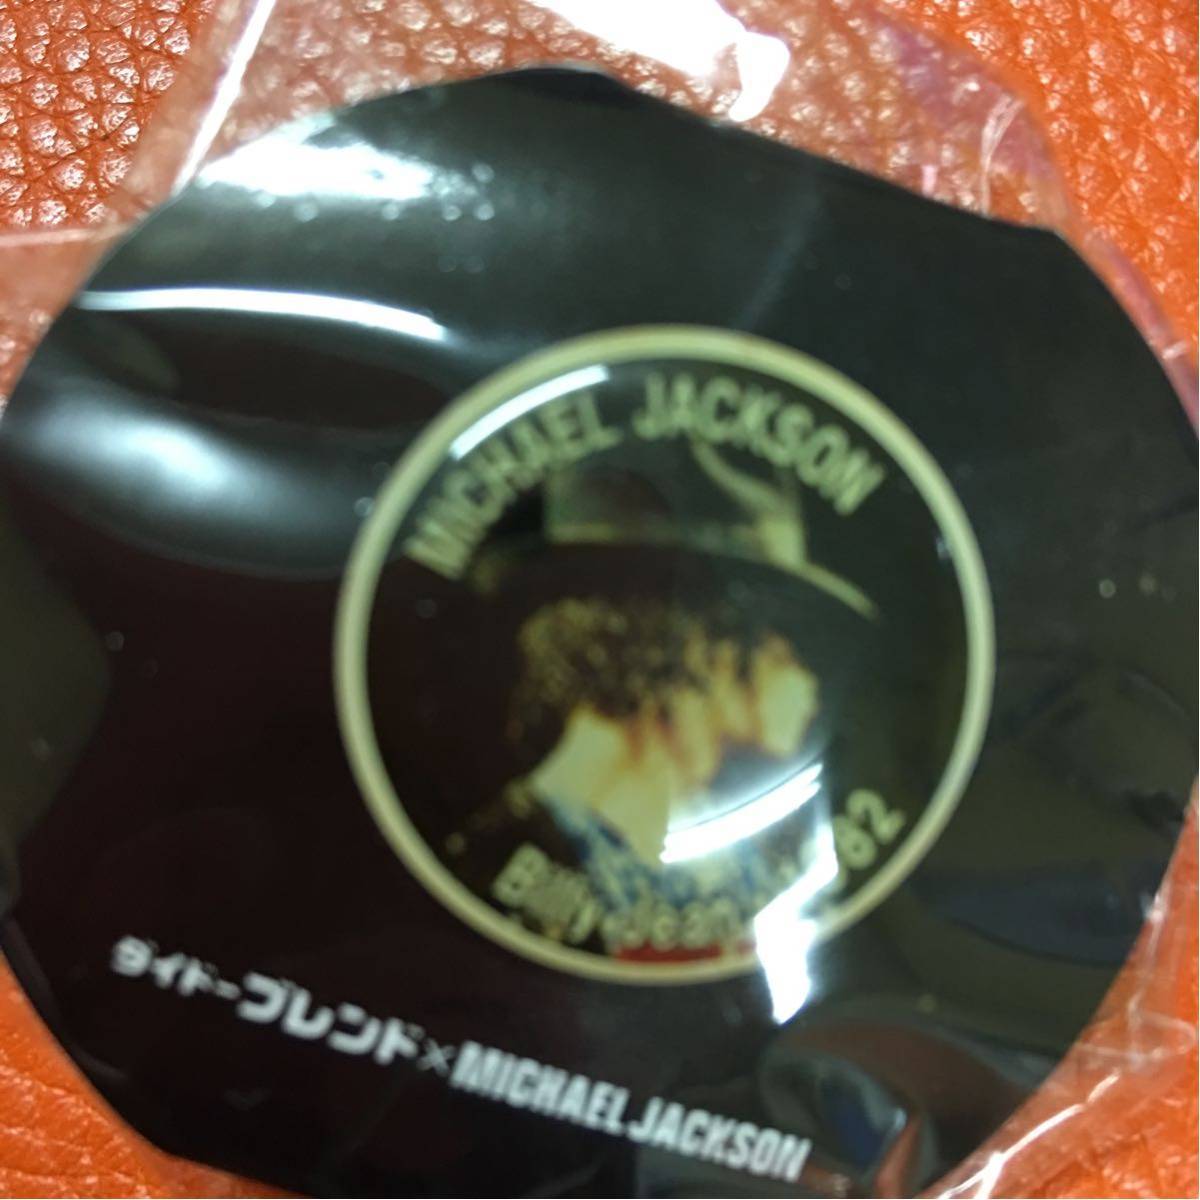 MICHAEL JACKSON
Billy Jean
ダイドーブレンド×MICHAEL JACKSON